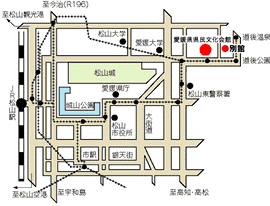 至今治(R196)
至松山観光港
松山大学
愛媛大学
愛媛県県民文化会館
別館
道後温泉
道後公園
松山城
JR松山駅
愛媛県庁
城山公園
松山東警察署
松山市役所
大街道
市駅
銀天街
至松山空港
至宇和島
至高知・高松